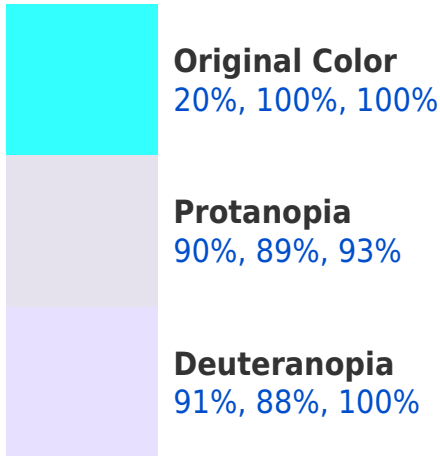 Original Color
20%, 100%, 100%
Protanopia
90%, 89%, 93%
Deuteranopia
91%, 88%, 100%